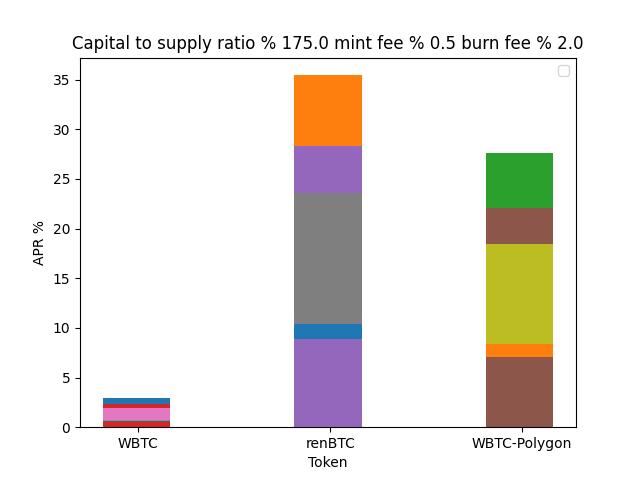 Capital to supply ratio % 175.0 mint fee % 0.5 burn fee % 2.0
35
30
25
20
15
10
5
0
APR %
WBTC renBTC WBTC-Polygon
Token